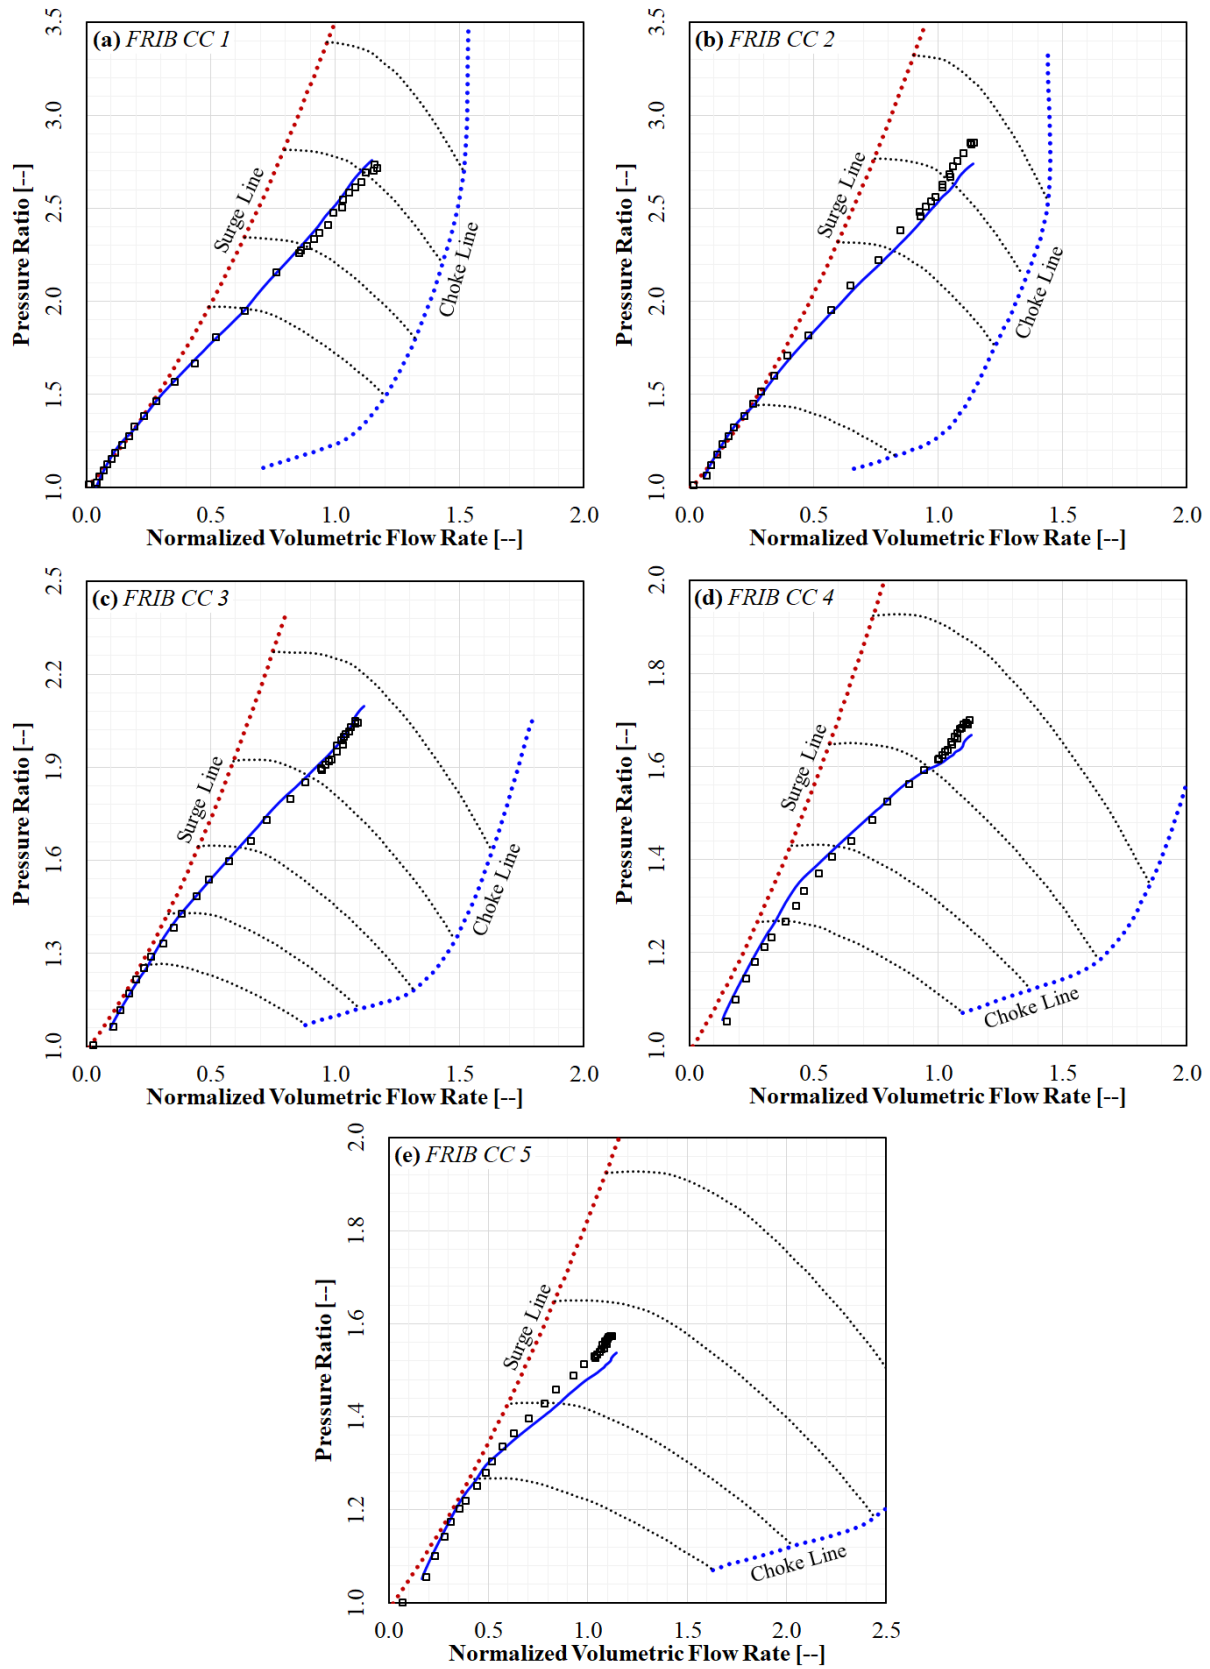 (a) FRIB CC 1
Pressure Ratio [--]
3.5
3.0
2.5
2.0
1.5
1.0
Surge Line
Choke Line
0.0 0.5 1.0 1.5 2.0
Normalized Volumetric Flow Rate [--]
(b) FRIB CC 2
Pressure Ratio [--]
3.5
3.0
2.5
2.0
1.5
1.0
Surge Line
Choke Line
0.0 0.5 1.0 1.5 2.0
Normalized Volumetric Flow Rate [--]
(c) FRIB CC 3
Pressure Ratio [--]
2.5
2.2
1.9
1.6
1.3
1.0
Surge Line
Choke Line
0.0 0.5 1.0 1.5 2.0
Normalized Volumetric Flow Rate [--]
(d) FRIB CC 4
Pressure Ratio [--]
2.0
1.8
1.6
1.4
1.2
1.0
Surge Line
Choke Line
0.0 0.5 1.0 1.5 2.0
Normalized Volumetric Flow Rate [--]
(e) FRIB CC 5
Pressure Ratio [--]
2.0
1.8
1.6
1.4
1.2
1.0
Surge Line
Choke Line
0.0 0.5 1.0 1.5 2.0 2.5
Normalized Volumetric Flow Rate [--]